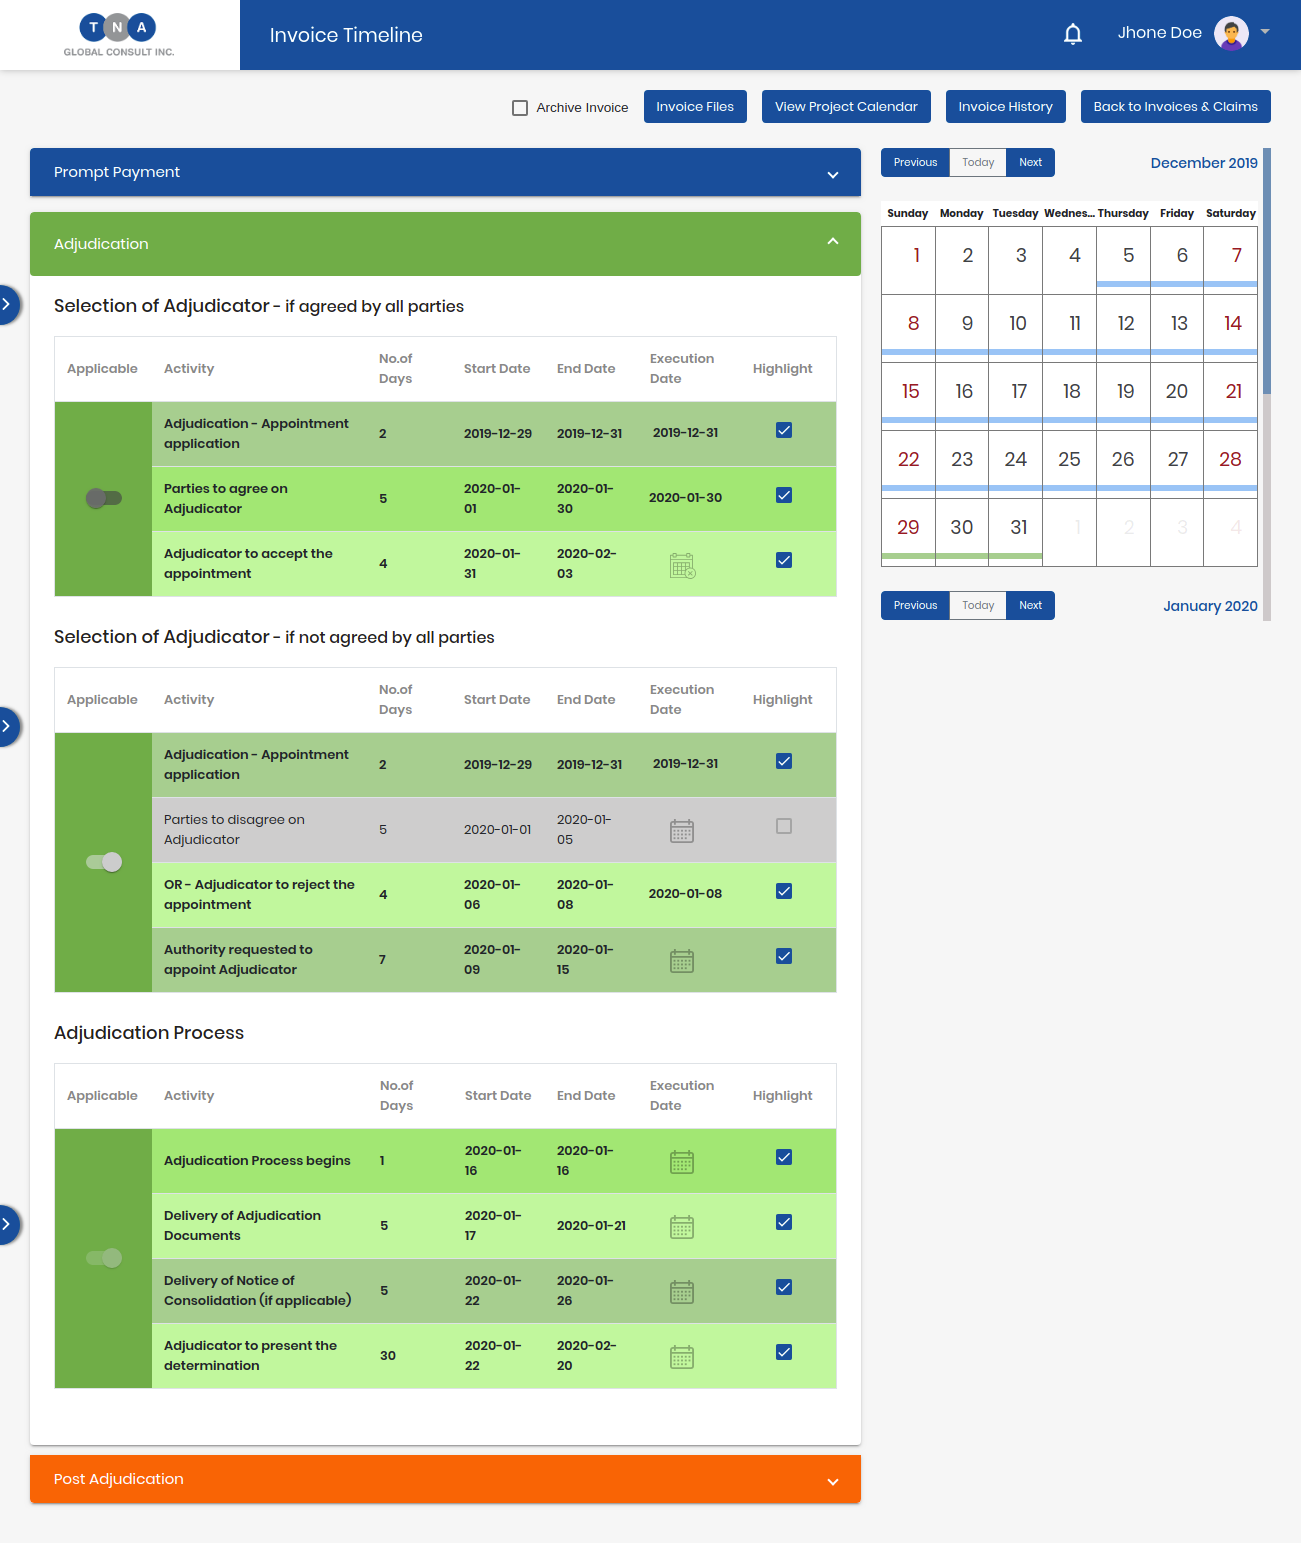 T N A
GLOBAL CONSULT INC.
Invoice Timeline
Jhone Doe
Archive Invoice
Invoice Files
View Project Calendar
Invoice History
Back to Invoices & Claims
Prompt Payment
Adjudication
Selection of Adjudicator - if agreed by all parties
Applicable Activity No.of Days Start Date End Date Execution Date Highlight
Adjudication - Appointment application 2 2019-12-29 2019-12-31 2019-12-31
Parties to agree on Adjudicator 5 2020-01-01 2020-01-30 2020-01-30
Adjudicator to accept the appointment 4 2020-01-31 2020-02-03
Selection of Adjudicator - if not agreed by all parties
Applicable Activity No.of Days Start Date End Date Execution Date Highlight
Adjudication - Appointment application 2 2019-12-29 2019-12-31 2019-12-31
Parties to disagree on Adjudicator 5 2020-01-01 2020-01-05
OR - Adjudicator to reject the appointment 4 2020-01-06 2020-01-08 2020-01-08
Authority requested to appoint Adjudicator 7 2020-01-09 2020-01-15
Adjudication Process
Applicable Activity No.of Days Start Date End Date Execution Date Highlight
Adjudication Process begins 1 2020-01-16 2020-01-16
Delivery of Adjudication Documents 5 2020-01-17 2020-01-21
Delivery of Notice of Consolidation (if applicable) 5 2020-01-22 2020-01-26
Adjudicator to present the determination 30 2020-01-22 2020-02-20
Post Adjudication
Previous Today Next December 2019
Sunday Monday Tuesday Wednes... Thursday Friday Saturday
1 2 3 4 5 6 7
8 9 10 11 12 13 14
15 16 17 18 19 20 21
22 23 24 25 26 27 28
29 30 31 1 2 3 4
Previous Today Next January 2020